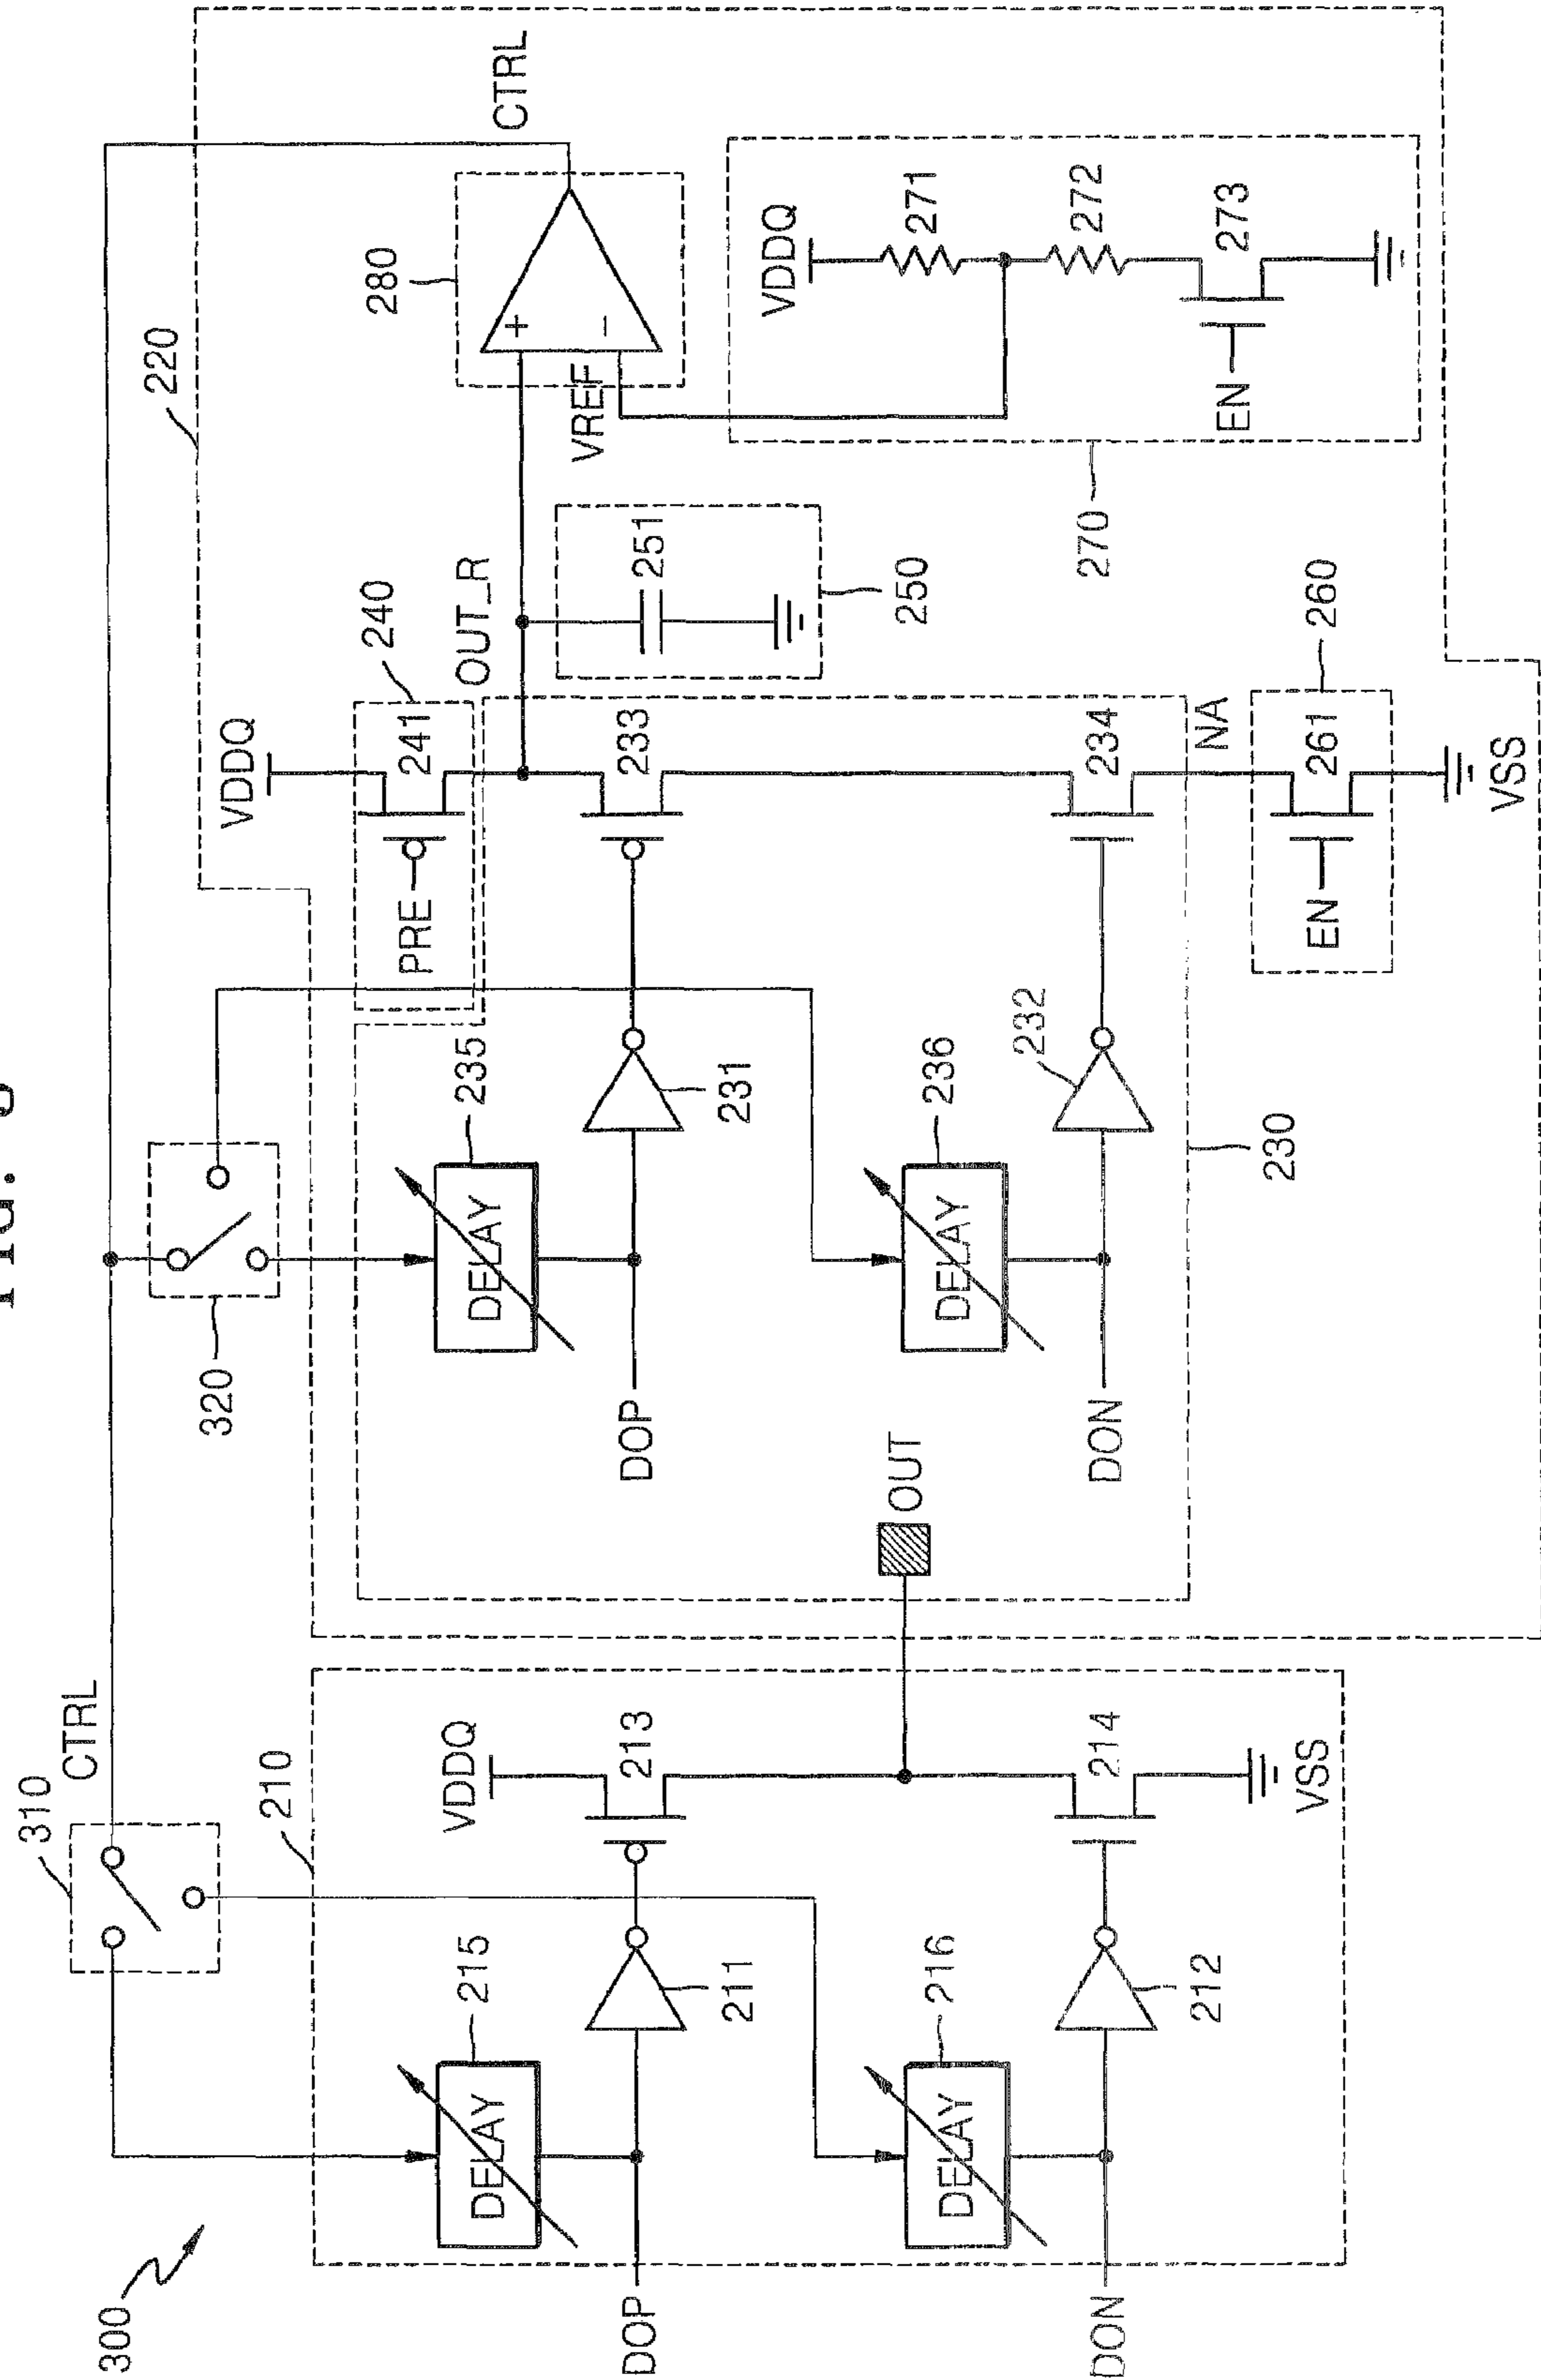 FIG. 3
300
310
CTRL
210
215
DELAY
DOP
211
VDDQ
213
216
DELAY
DON
212
214
VSS
OUT
320
220
235
DELAY
DOP
231
236
DELAY
DON
232
230
VDDQ
240
241
PRE
OUT_R
233
234
NA
260
261
EN
VSS
251
250
280
+
−
VREF
CTRL
270
VDDQ
271
272
273
EN